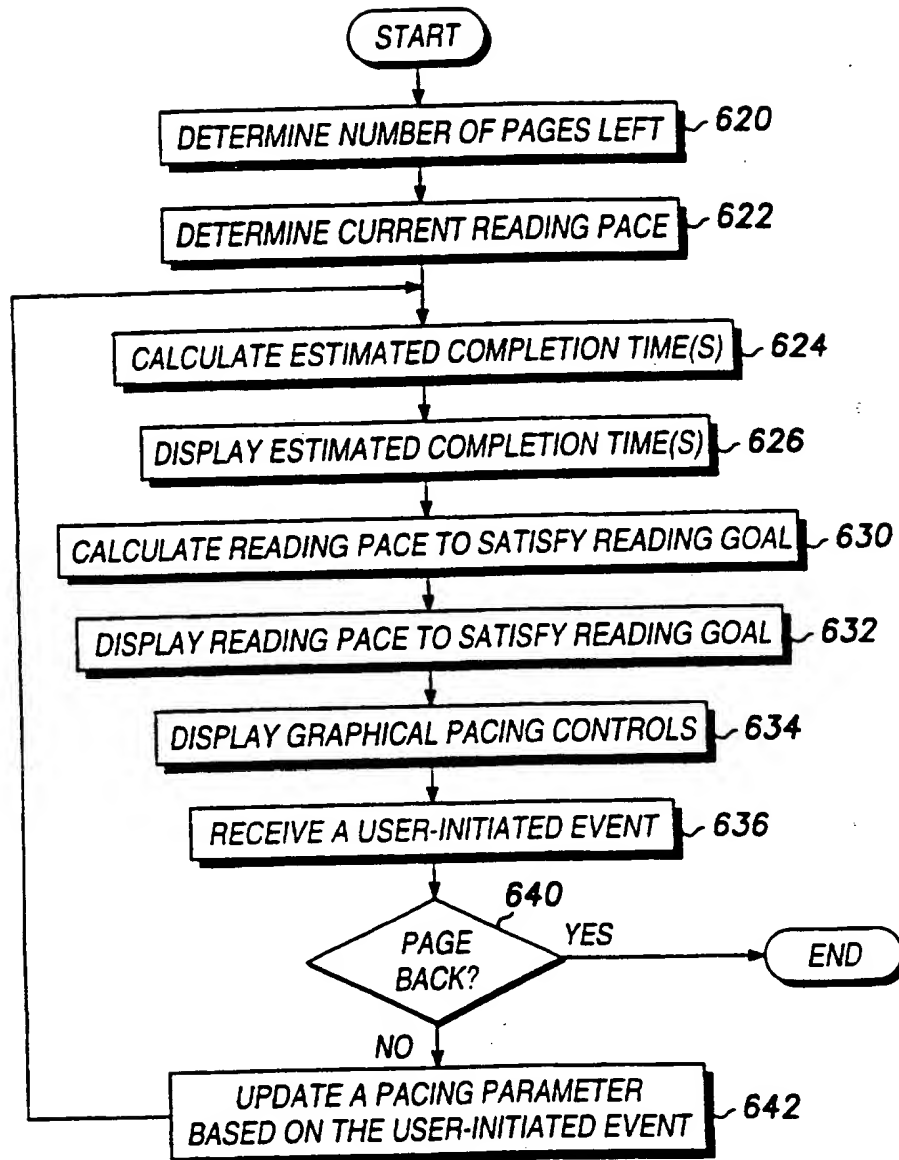 START
DETERMINE NUMBER OF PAGES LEFT 620
DETERMINE CURRENT READING PACE 622
CALCULATE ESTIMATED COMPLETION TIME(S) 624
DISPLAY ESTIMATED COMPLETION TIME(S) 626
CALCULATE READING PACE TO SATISFY READING GOAL 630
DISPLAY READING PACE TO SATISFY READING GOAL 632
DISPLAY GRAPHICAL PACING CONTROLS 634
RECEIVE A USER-INITIATED EVENT 636
640
PAGE
BACK?
YES
END
NO
UPDATE A PACING PARAMETER
BASED ON THE USER-INITIATED EVENT 642